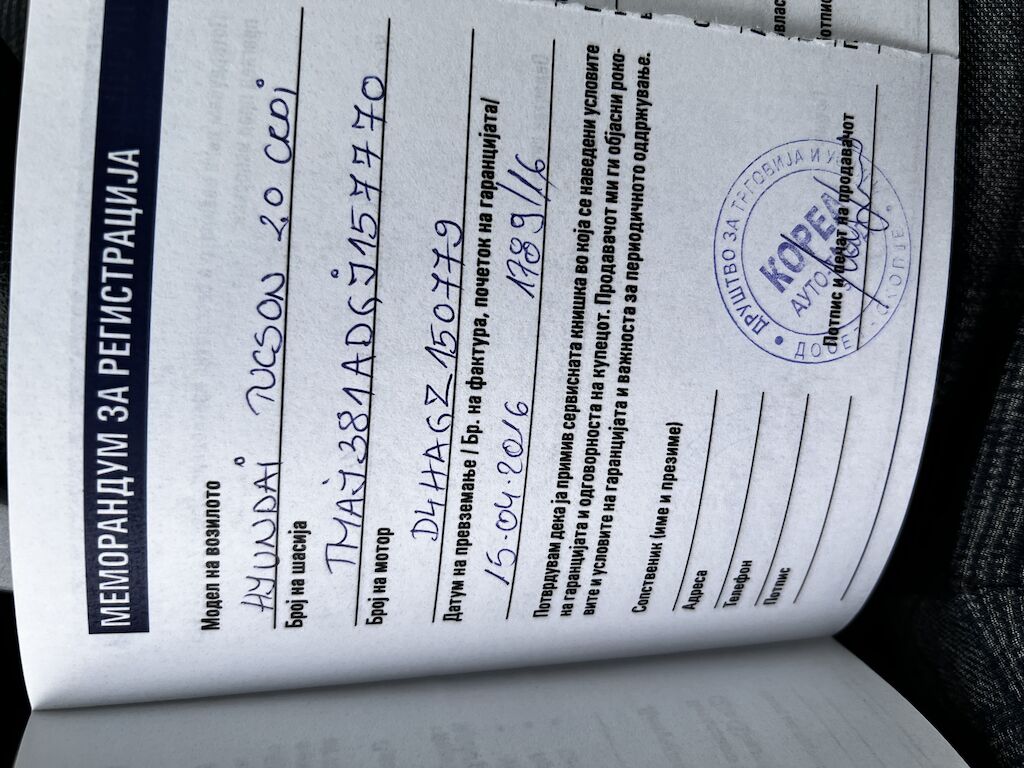 МЕМОРАНДУМ ЗА РЕГИСТРАЦИЈА
Модел на возилото
HYUNDAI TUCSON 2,0 CRDI
Број на шасија
TMAJ381ADGJ157770
Број на мотор
D4HAGZ150779
Датум на превземање / Бр. на фактура, почеток на гаранцијата/
15.04.2016 1789/16
Потврдувам дека ја примив сервисната книшка во која се наведени условите
на гаранцијата и одговорноста на купецот. Продавачот ми ги објасни роко-
вите и условите на гаранцијата и важноста за периодичното одржување.
Сопственик (име и презиме)
Адреса
Телефон
Потпис
ДРУШТВО ЗА ТРГОВИЈА И
КОРЕА
АУТО
Потпис и печат на продавачот